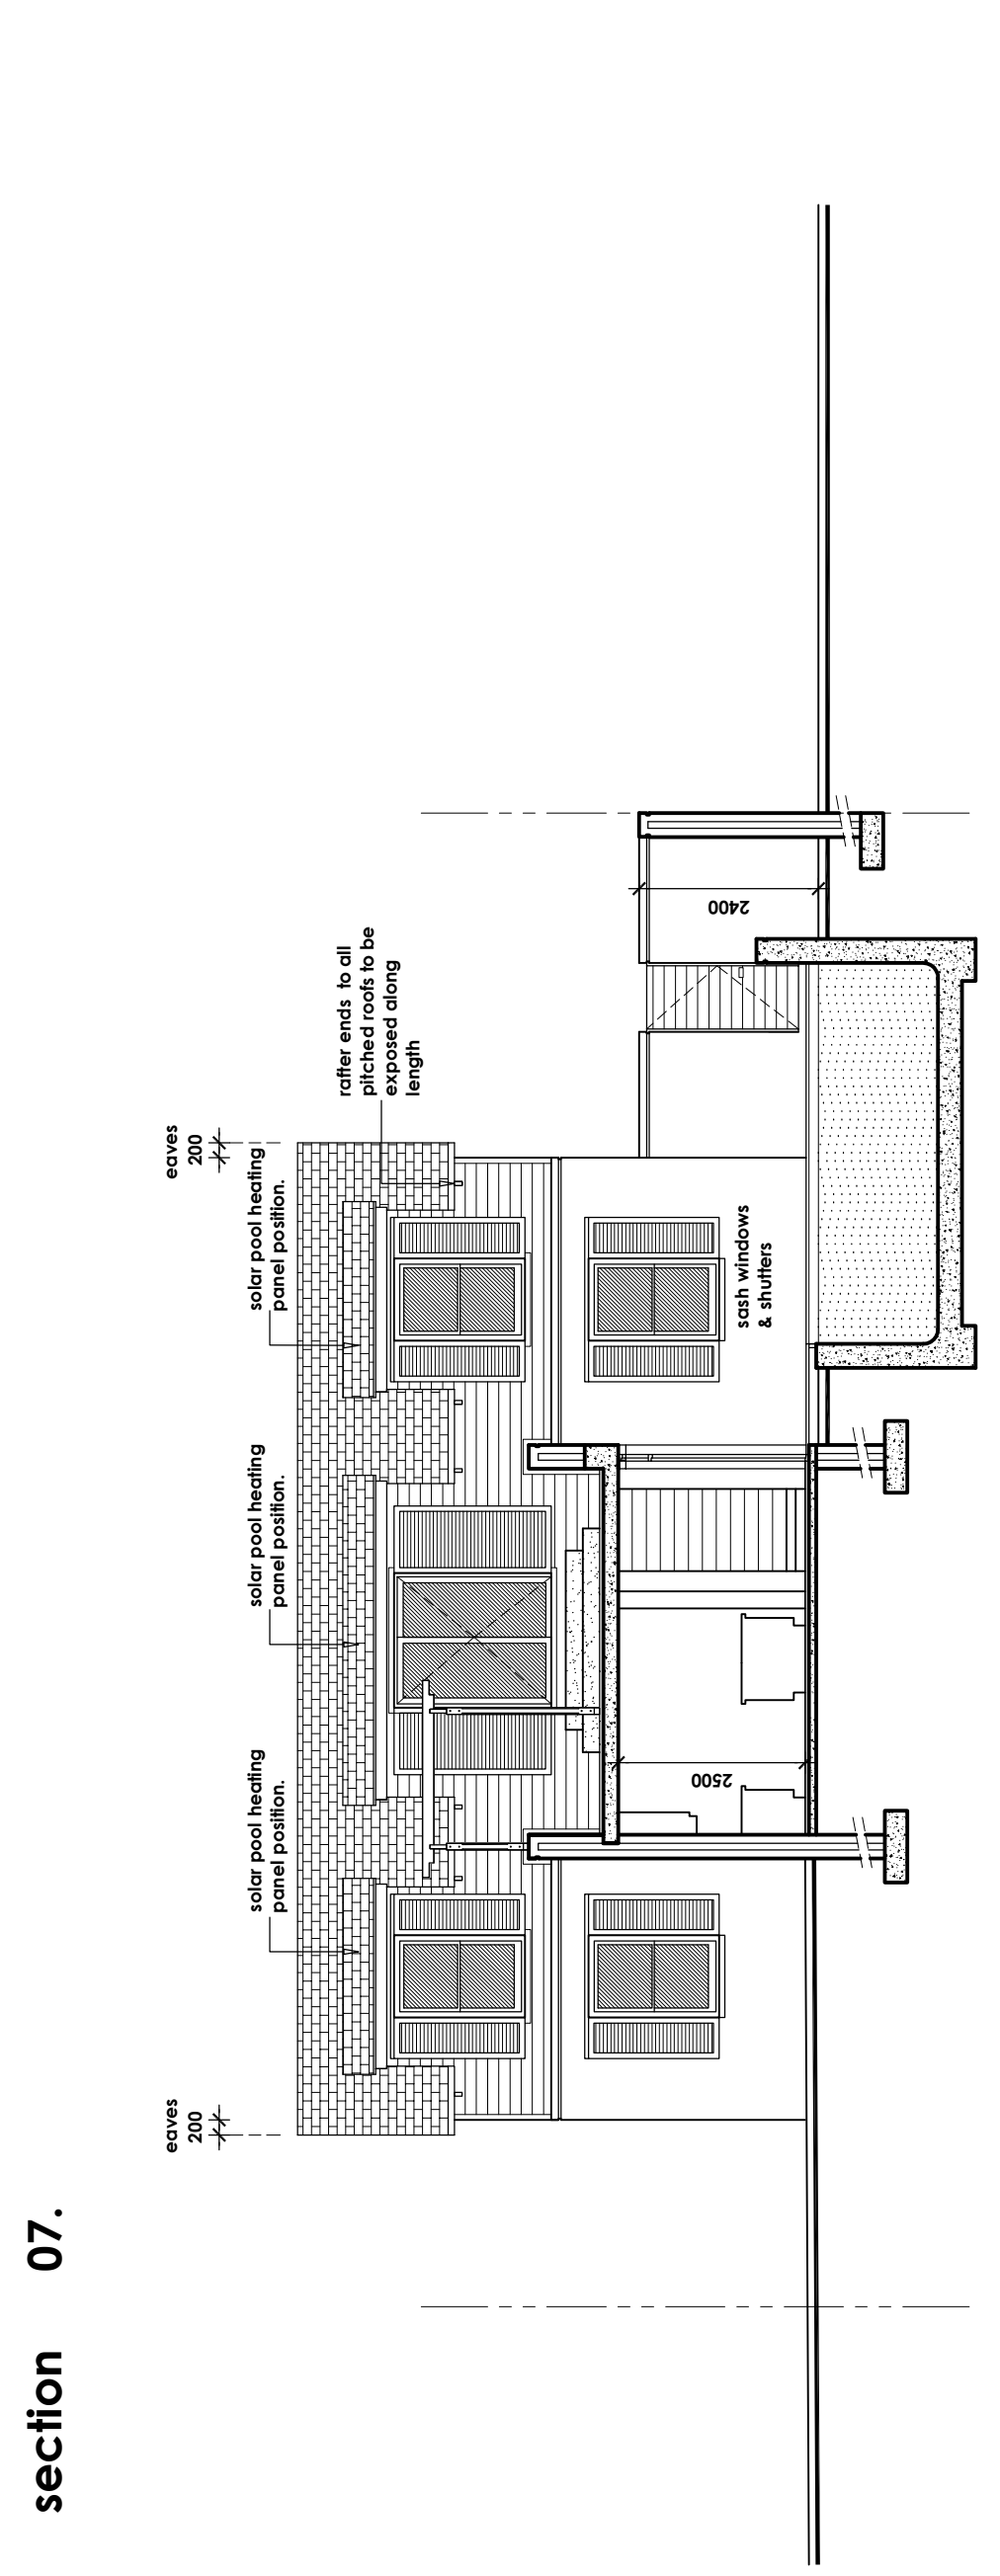 section 07.
eaves
200
solar pool heating
panel position.
solar pool heating
panel position.
solar pool heating
panel position.
eaves
200
rafter ends to all
pitched roofs to be
exposed along
length
sash windows
& shutters
2500
2400